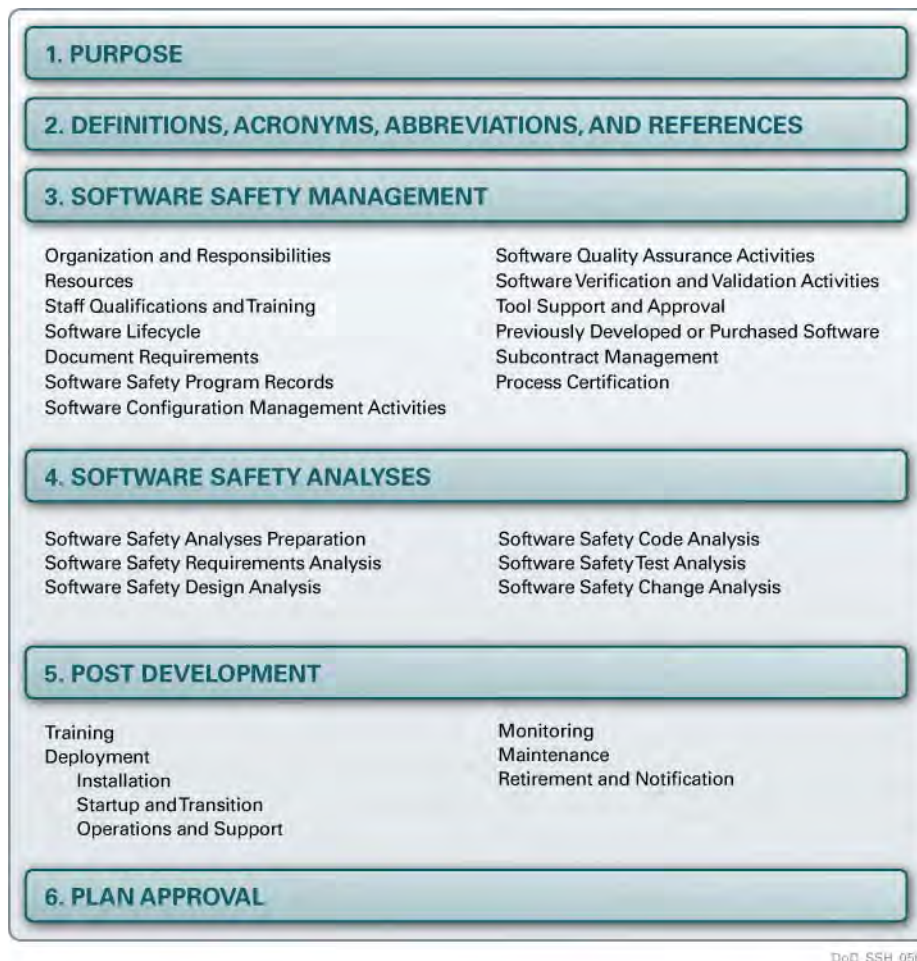 1. PURPOSE
2. DEFINITIONS, ACRONYMS, ABBREVIATIONS, AND REFERENCES
3. SOFTWARE SAFETY MANAGEMENT
Organization and Responsibilities
Resources
Staff Qualifications and Training
Software Lifecycle
Document Requirements
Software Safety Program Records
Software Configuration Management Activities
Software Quality Assurance Activities
Software Verification and Validation Activities
Tool Support and Approval
Previously Developed or Purchased Software
Subcontract Management
Process Certification
4. SOFTWARE SAFETY ANALYSES
Software Safety Analyses Preparation
Software Safety Requirements Analysis
Software Safety Design Analysis
Software Safety Code Analysis
Software Safety Test Analysis
Software Safety Change Analysis
5. POST DEVELOPMENT
Training
Deployment
Installation
Startup and Transition
Operations and Support
Monitoring
Maintenance
Retirement and Notification
6. PLAN APPROVAL